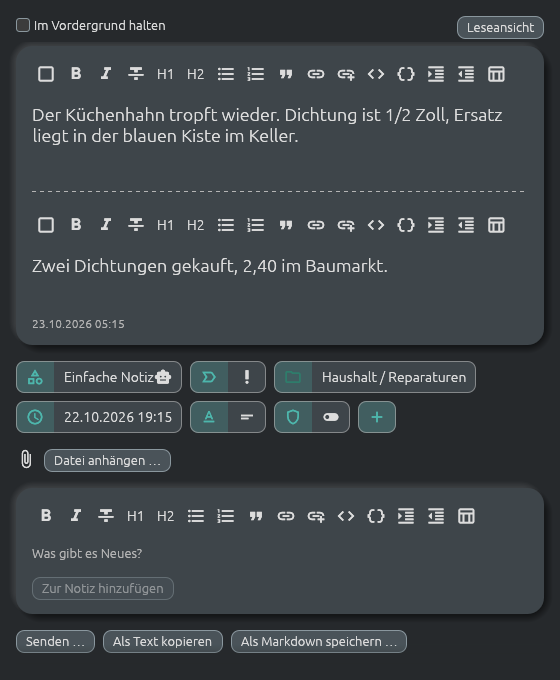 Im Vordergrund halten
Leseansicht
B I S H1 H2
Der Küchenhahn tropft wieder. Dichtung ist 1/2 Zoll, Ersatz
liegt in der blauen Kiste im Keller.
B I S H1 H2
Zwei Dichtungen gekauft, 2,40 im Baumarkt.
23.10.2026 05:15
Einfache Notiz
Haushalt / Reparaturen
22.10.2026 19:15
A
Datei anhängen ...
B I S H1 H2
Was gibt es Neues?
Zur Notiz hinzufügen
Senden ...
Als Text kopieren
Als Markdown speichern ...